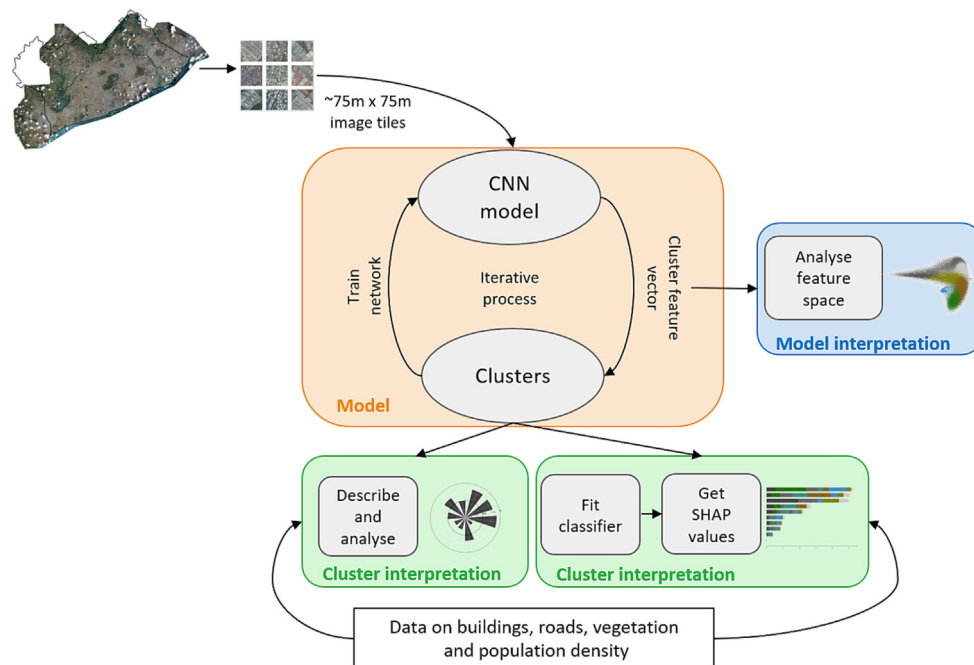 ~75m x 75m
image tiles
CNN
model
Train
network
Iterative
process
Cluster feature
vector
Clusters
Model
Analyse
feature
space
Model interpretation
Describe
and
analyse
Cluster interpretation
Fit
classifier
Get
SHAP
values
Cluster interpretation
Data on buildings, roads, vegetation
and population density